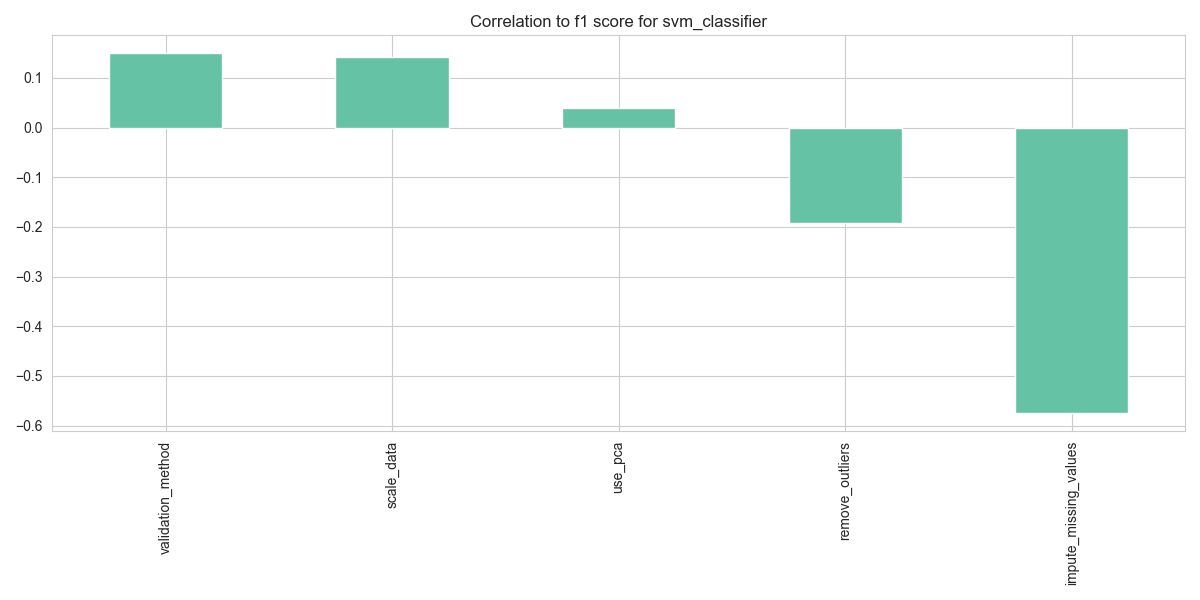 Correlation to f1 score for svm_classifier
0.1
0.0
−0.1
−0.2
−0.3
−0.4
−0.5
−0.6
validation_method
scale_data
use_pca
remove_outliers
impute_missing_values